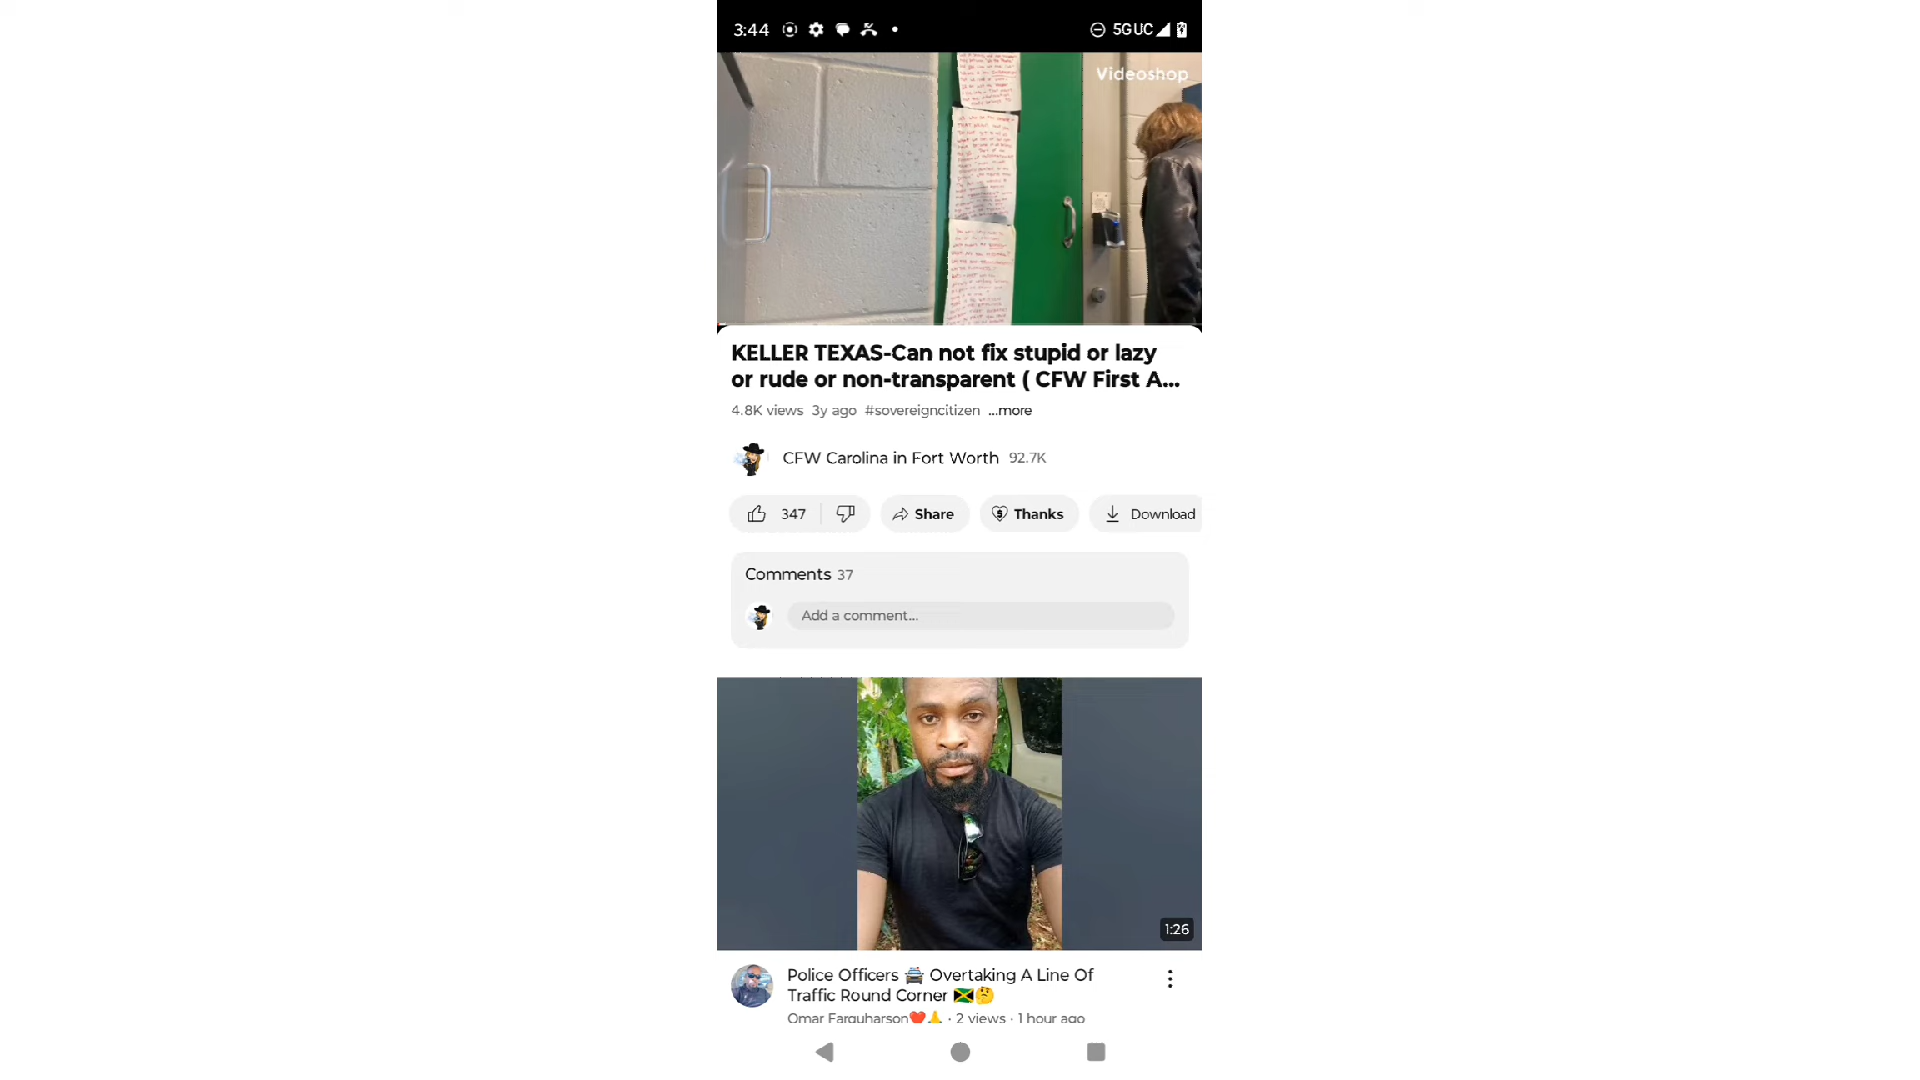 3:44
5G UC
Videoshop
KELLER TEXAS-Can not fix stupid or lazy
or rude or non-transparent ( CFW First A...
4.8K views 3y ago #sovereigncitizen ...more
CFW Carolina in Fort Worth 92.7K
347
Share
Thanks
Download
Comments 37
Add a comment...
1:26
Police Officers 🚔 Overtaking A Line Of
Traffic Round Corner 🇯🇲🤔
Omar Farquharson❤️🙏 · 2 views · 1 hour ago